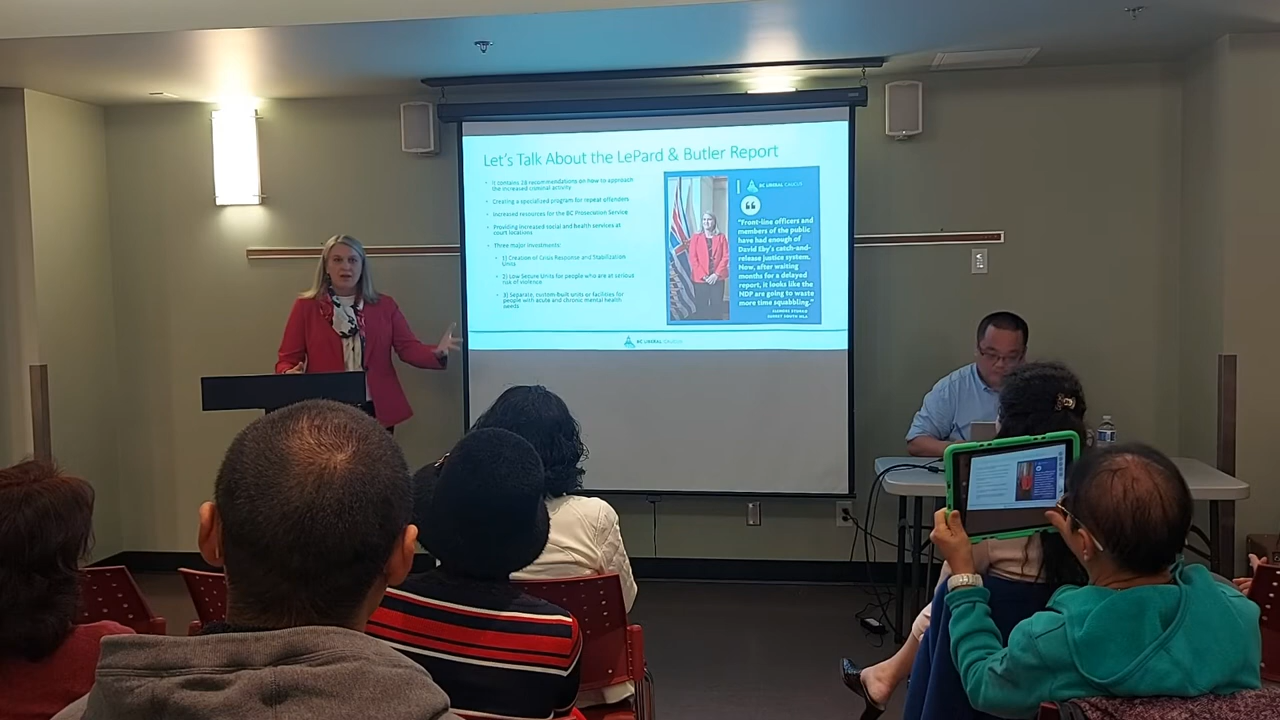 Let's Talk About the LePard & Butler Report
It contains 28 recommendations on how to approach
the increased criminal activity
Creating a specialized program for repeat offenders
Increased resources for the BC Prosecution Service
Providing increased social and health services at
court locations
Three major investments:
1) Creation of Crisis Response and Stabilization
Units
2) Low Secure Units for people who are at serious
risk of violence
3) Separate, custom-built units or facilities for
people with acute and chronic mental health
needs
BC LIBERAL CAUCUS
"Front-line officers and
members of the public
have had enough of
David Eby's catch-and-
release justice system.
Now, after waiting
months for a delayed
report, it looks like the
NDP are going to waste
more time squabbling."
ELENORE STURKO
SURREY SOUTH MLA
BC LIBERAL CAUCUS